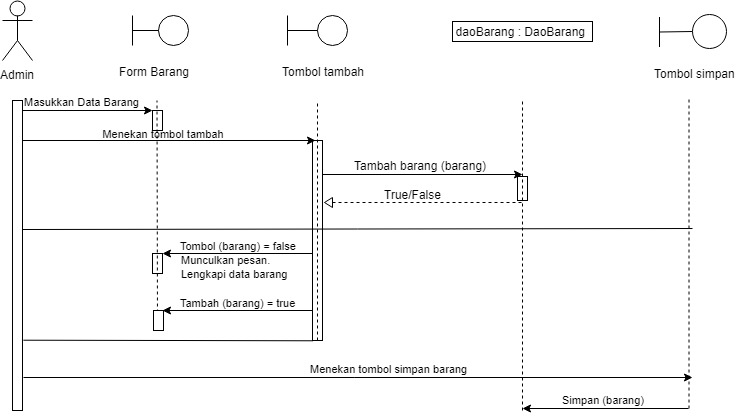 Admin
Form Barang
Tombol tambah
daoBarang : DaoBarang
Tombol simpan
Masukkan Data Barang
Menekan tombol tambah
Tambah barang (barang)
True/False
Tombol (barang) = false
Munculkan pesan.
Lengkapi data barang
Tambah (barang) = true
Menekan tombol simpan barang
Simpan (barang)